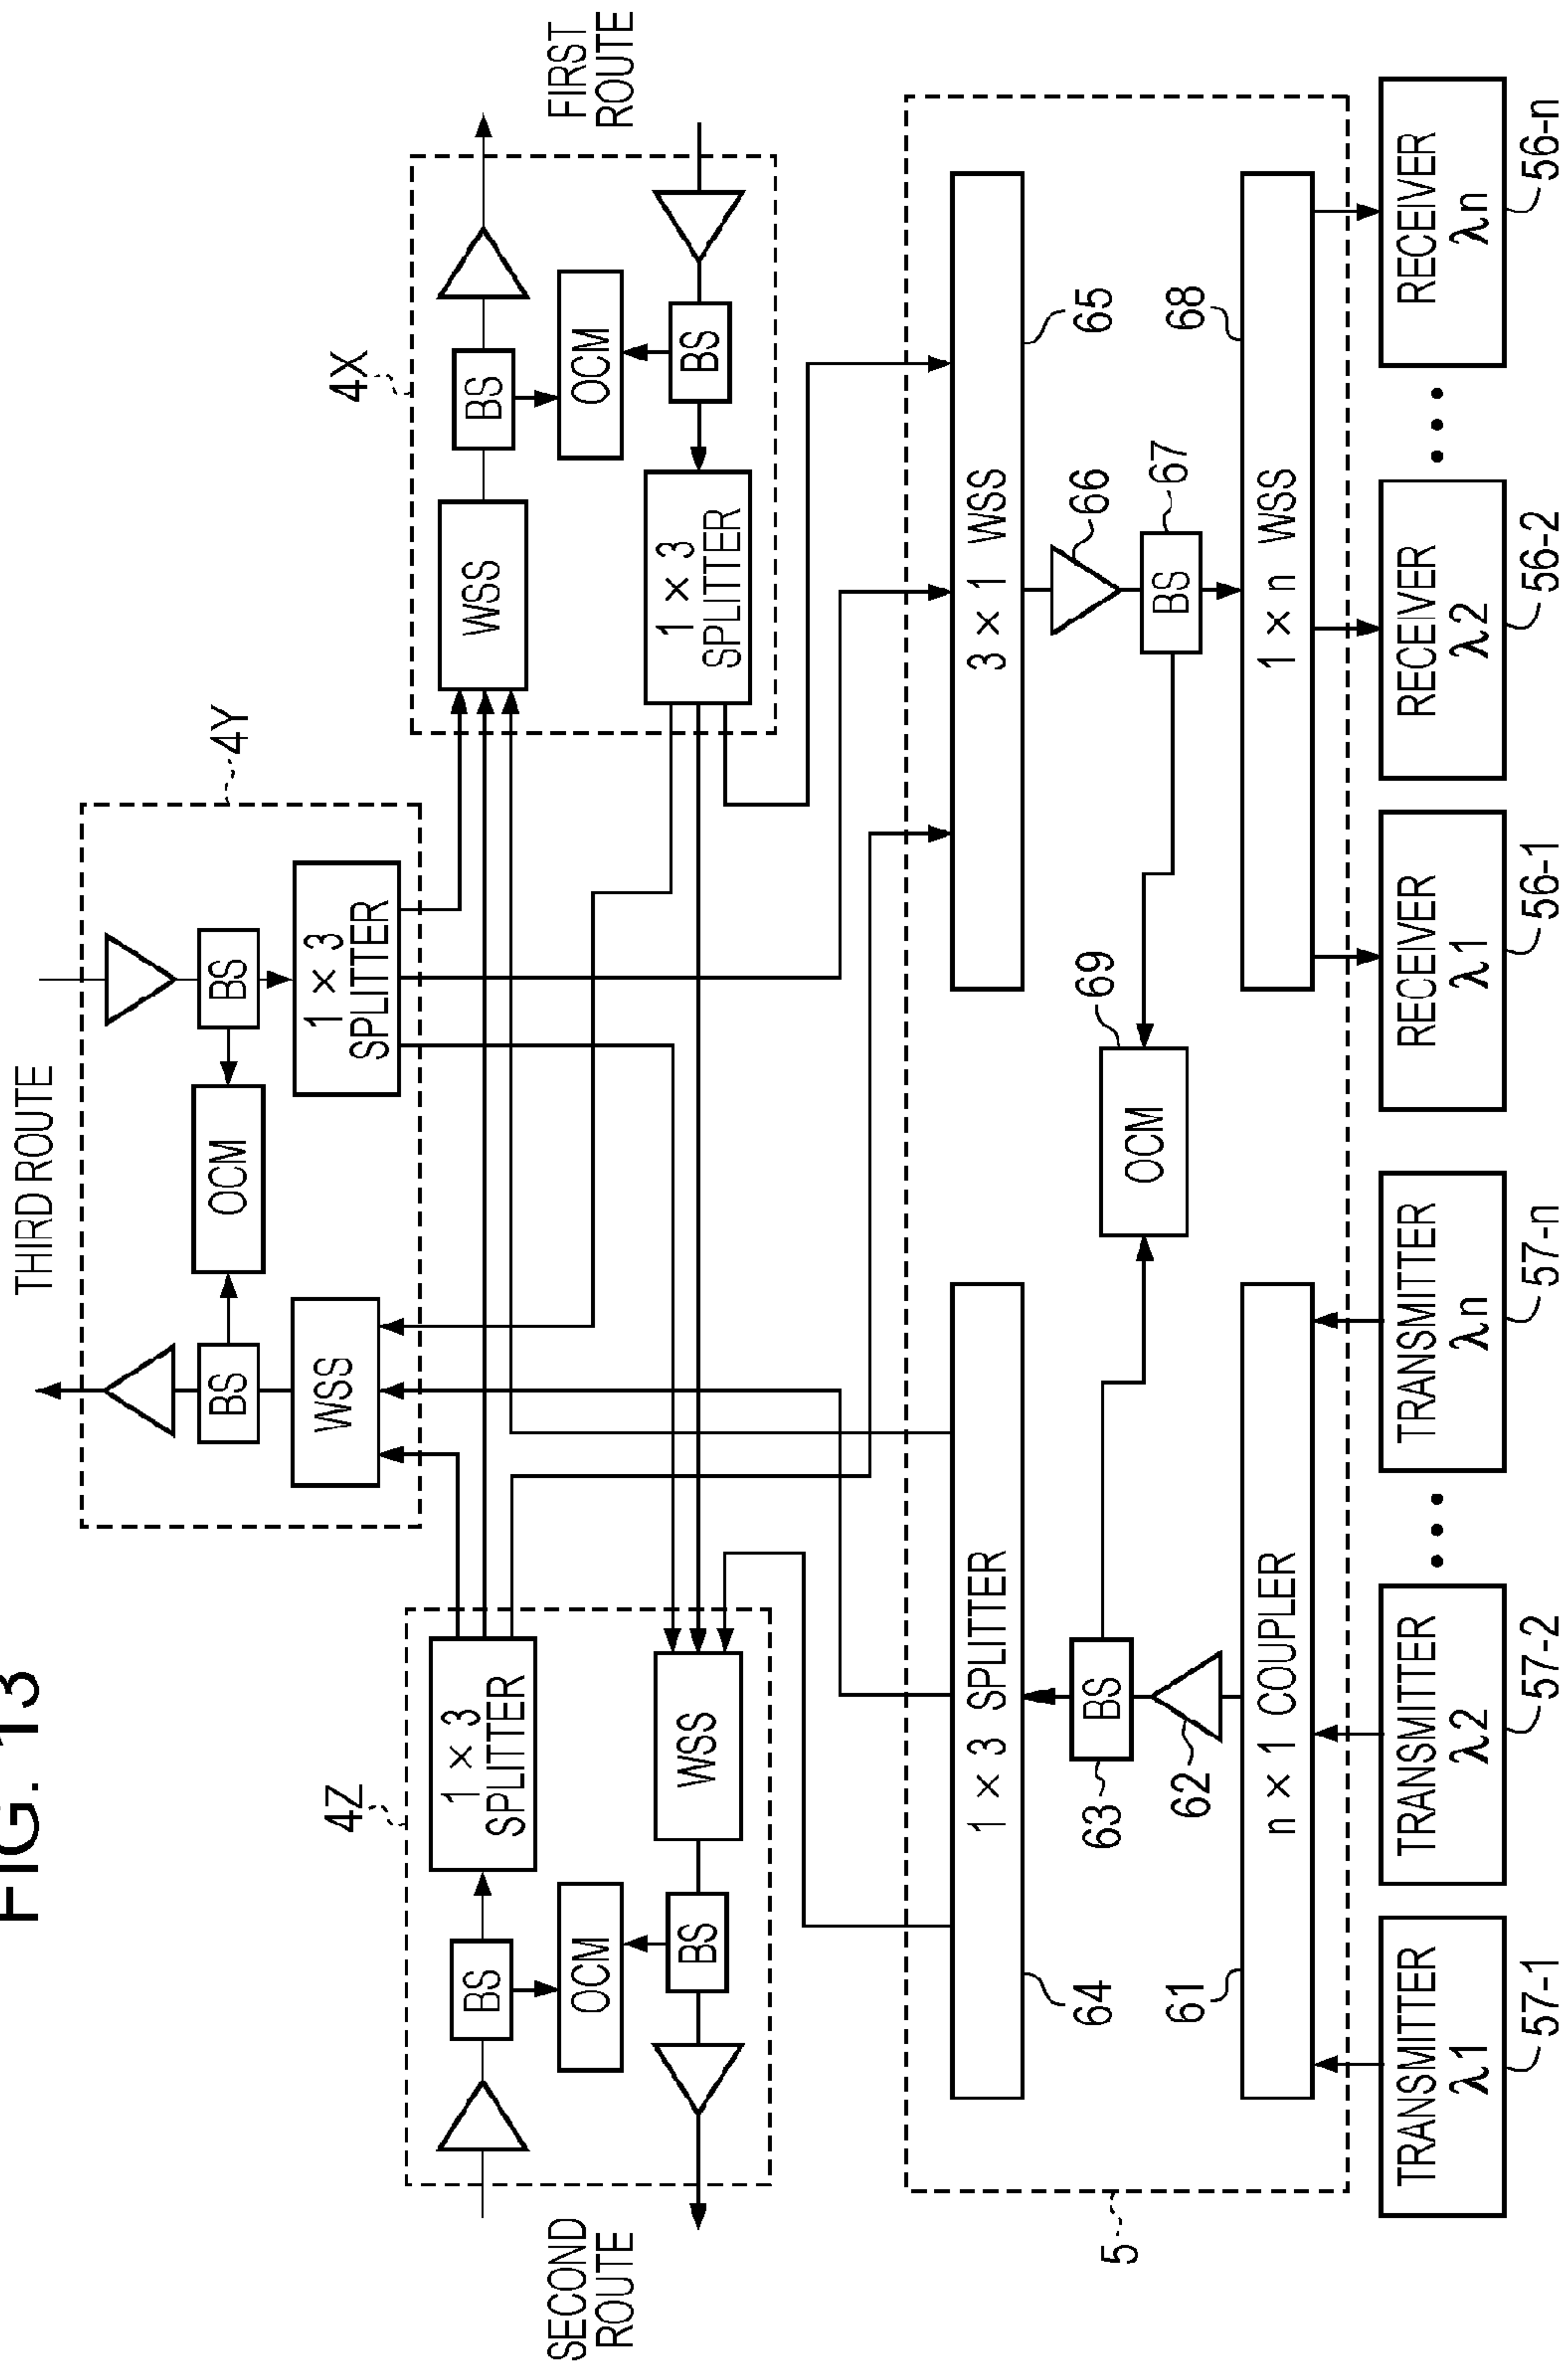 FIG. 13
THIRD ROUTE
4Y
BS
OCM
BS
WSS
1 × 3
SPLITTER
4Z
1 × 3
SPLITTER
BS
OCM
WSS
BS
SECOND
ROUTE
4X
WSS
BS
OCM
BS
1 × 3
SPLITTER
FIRST
ROUTE
5
1 × 3 SPLITTER
64
BS
63
62
n × 1 COUPLER
61
OCM
69
3 × 1 WSS
65
66
BS
67
1 × n WSS
68
TRANSMITTER
λ1
57-1
TRANSMITTER
λ2
57-2
• • •
TRANSMITTER
λn
57-n
RECEIVER
λ1
56-1
RECEIVER
λ2
56-2
• • •
RECEIVER
λn
56-n